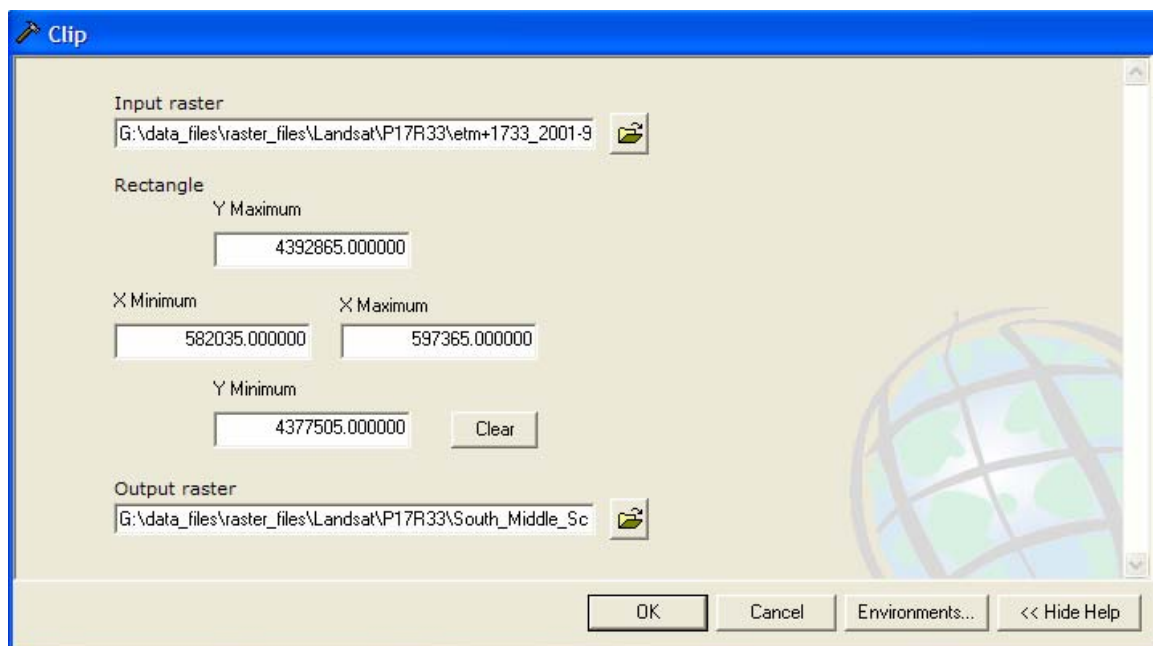 Clip
Input raster
G:\data_files\raster_files\Landsat\P17R33\etm+1733_2001-9
Rectangle
Y Maximum
4392865.000000
X Minimum
X Maximum
582035.000000
597365.000000
Y Minimum
4377505.000000
Clear
Output raster
G:\data_files\raster_files\Landsat\P17R33\South_Middle_Sc
OK
Cancel
Environments...
<< Hide Help